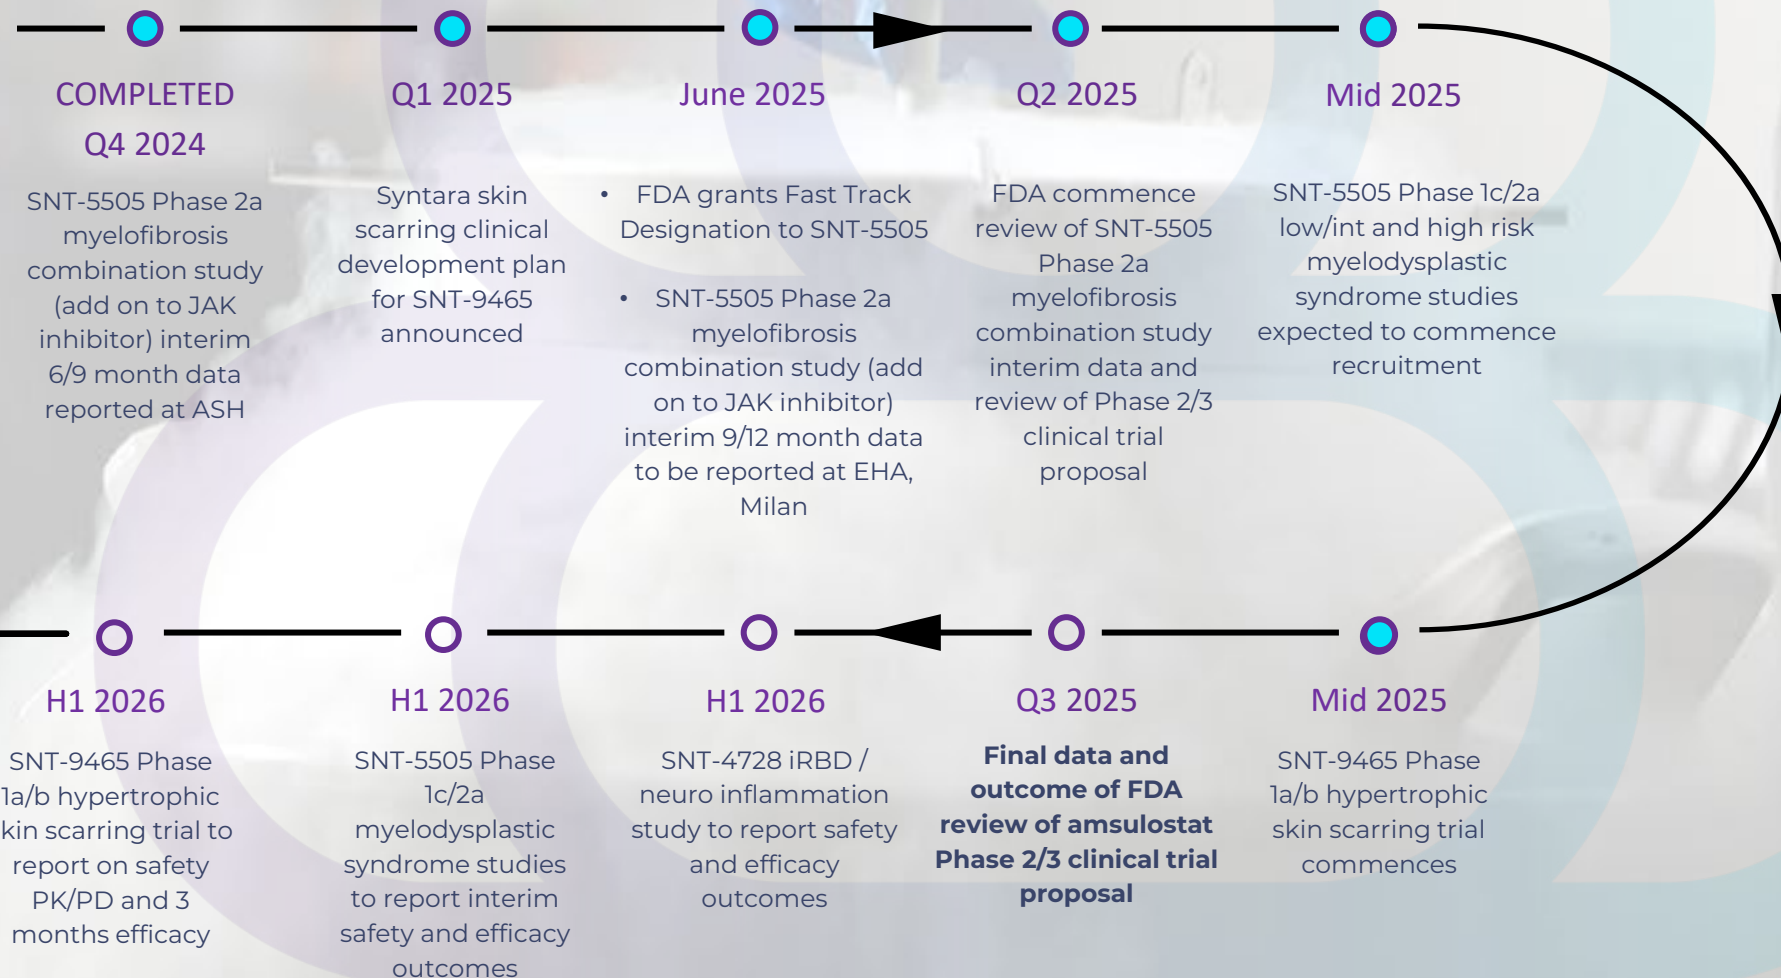 COMPLETED
Q4 2024
SNT-5505 Phase 2a
myelofibrosis
combination study
(add on to JAK
inhibitor) interim
6/9 month data
reported at ASH
Q1 2025
Syntara skin
scarring clinical
development plan
for SNT-9465
announced
June 2025
• FDA grants Fast Track
Designation to SNT-5505
• SNT-5505 Phase 2a
myelofibrosis
combination study (add
on to JAK inhibitor)
interim 9/12 month data
to be reported at EHA,
Milan
Q2 2025
FDA commence
review of SNT-5505
Phase 2a
myelofibrosis
combination study
interim data and
review of Phase 2/3
clinical trial
proposal
Mid 2025
SNT-5505 Phase 1c/2a
low/int and high risk
myelodysplastic
syndrome studies
expected to commence
recruitment
Mid 2025
SNT-9465 Phase
1a/b hypertrophic
skin scarring trial
commences
Q3 2025
Final data and
outcome of FDA
review of amsulostat
Phase 2/3 clinical trial
proposal
H1 2026
SNT-4728 iRBD /
neuro inflammation
study to report safety
and efficacy
outcomes
H1 2026
SNT-5505 Phase
1c/2a
myelodysplastic
syndrome studies
to report interim
safety and efficacy
outcomes
H1 2026
SNT-9465 Phase
1a/b hypertrophic
kin scarring trial to
report on safety
PK/PD and 3
months efficacy